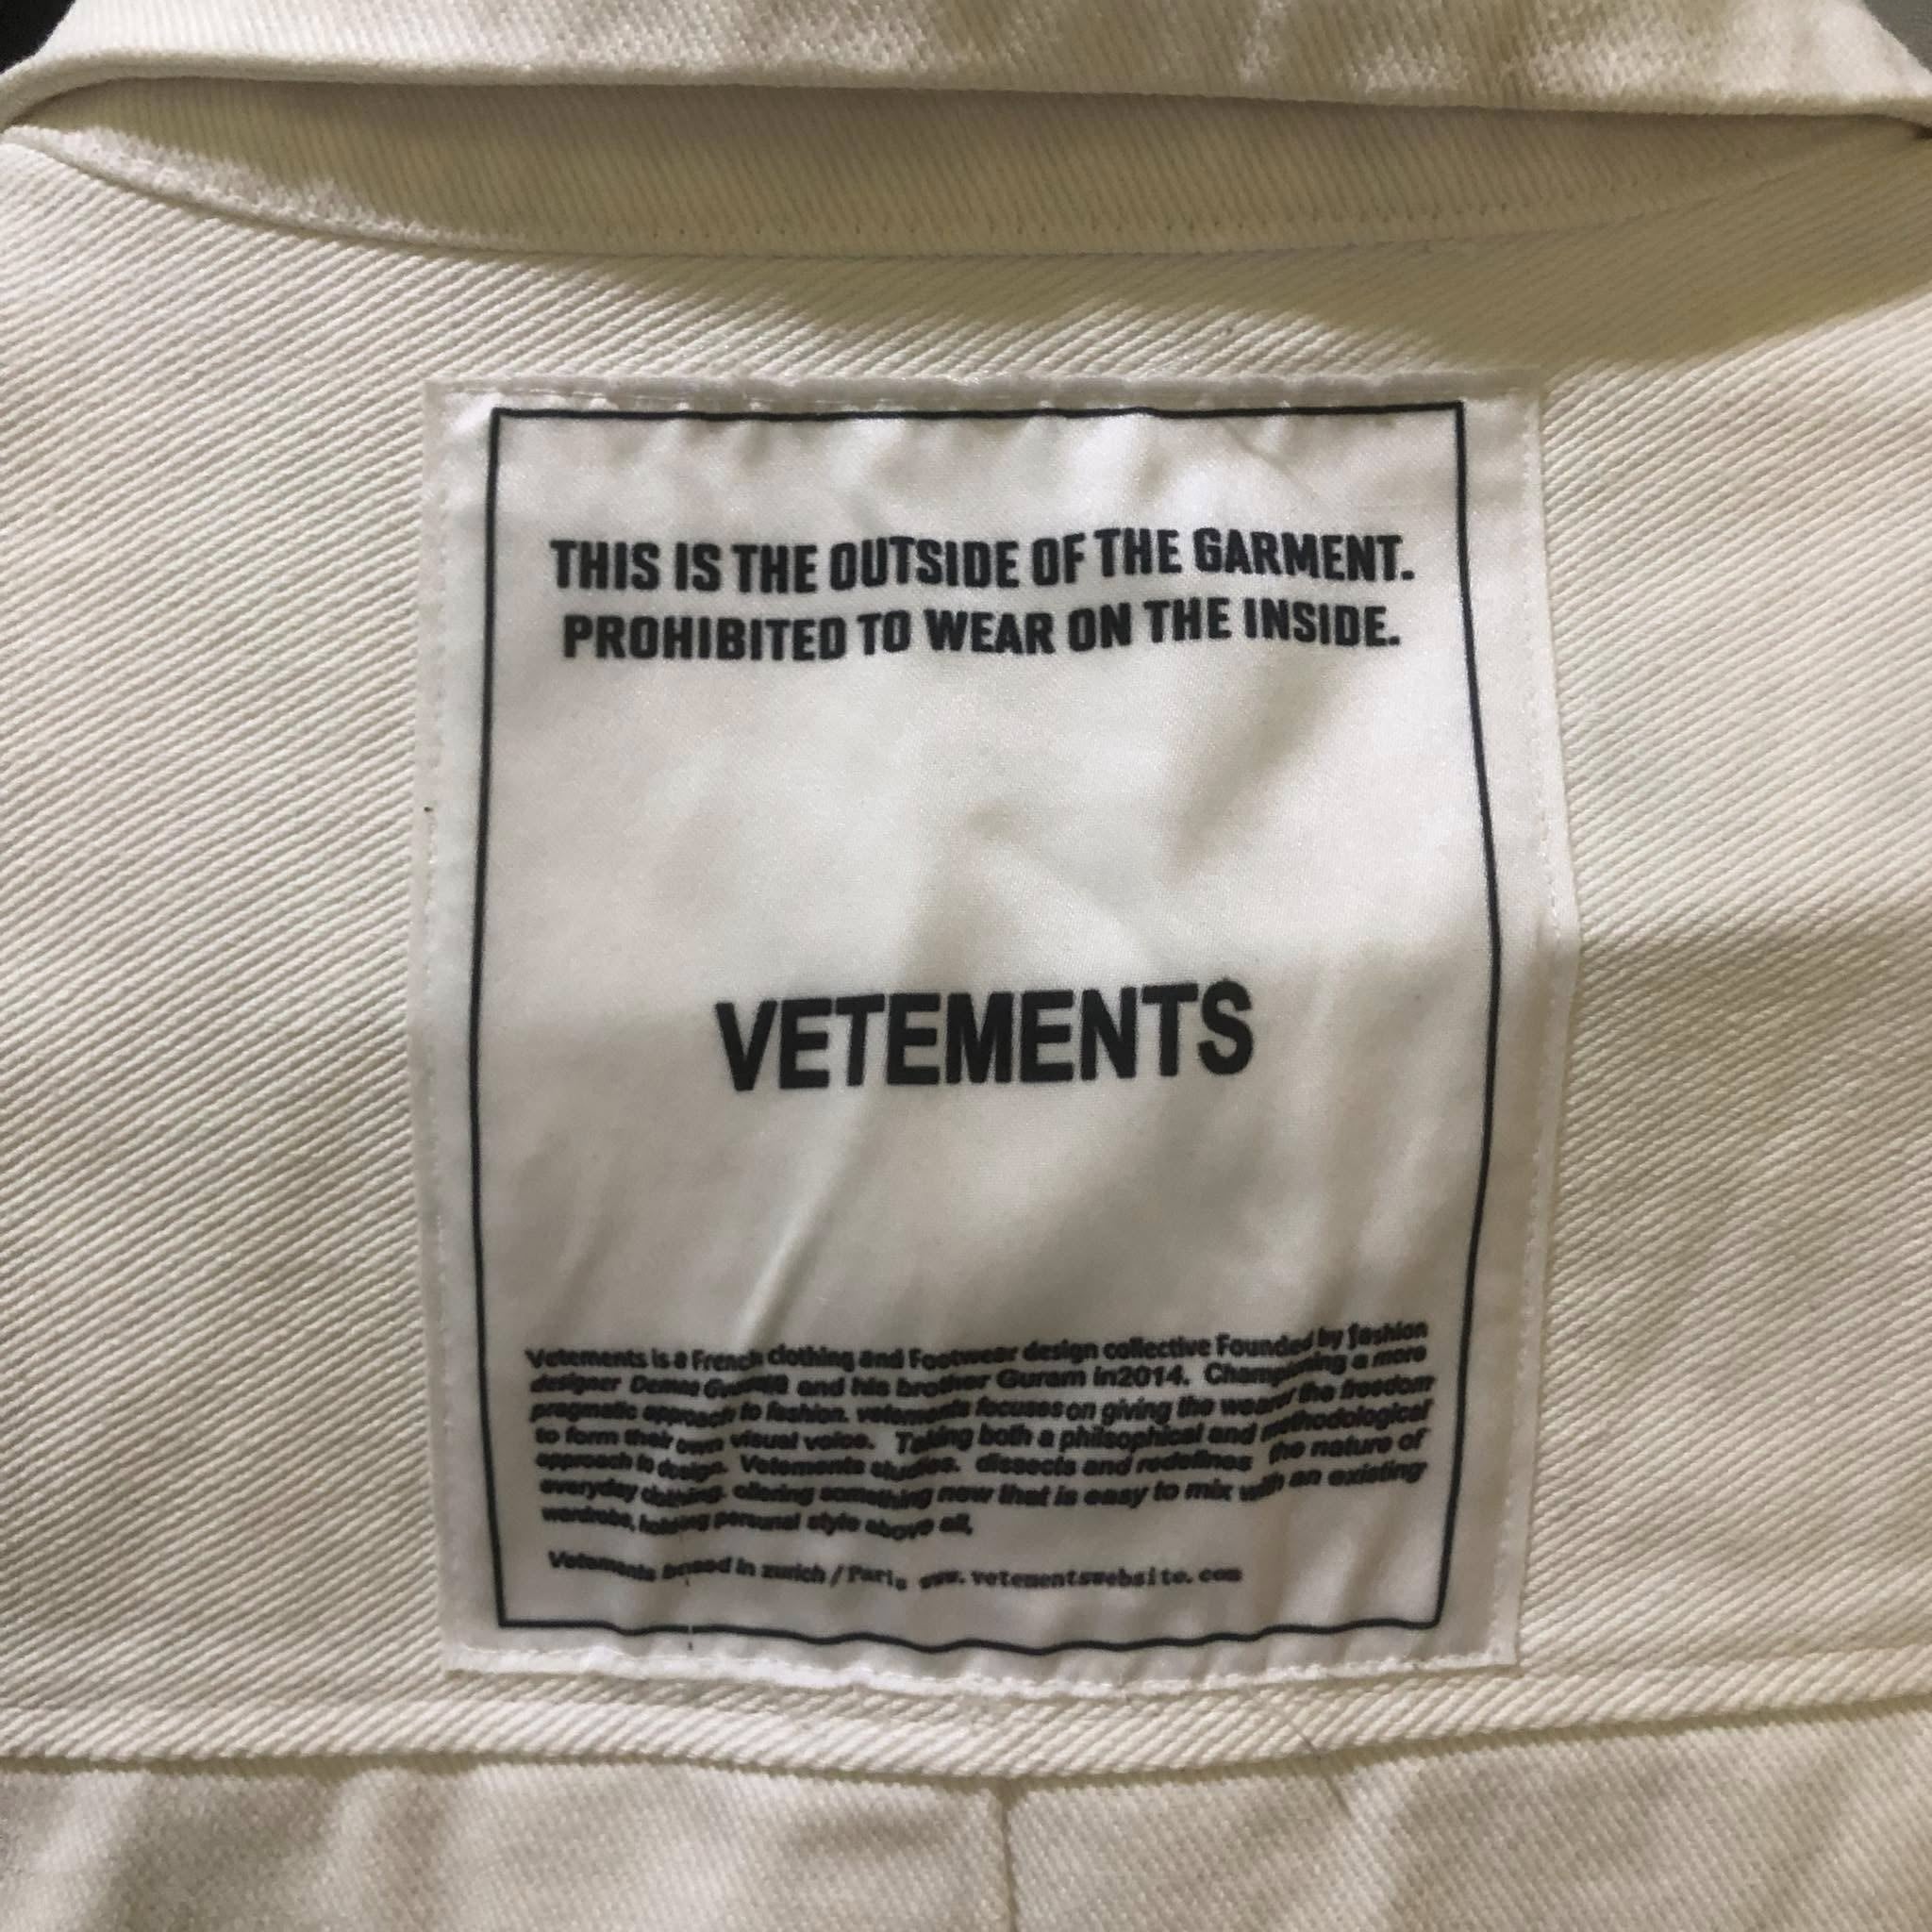 THIS IS THE OUTSIDE OF THE GARMENT.
PROHIBITED TO WEAR ON THE INSIDE.
VETEMENTS
Vetements is a French clothing and Footwear design collective Founded by fashion
designer Demna and his brother Guram in2014. Championing a more
pragmatic approach to fashion. vetements focuses on giving the wearer the freedom
to form their own visual voice. Taking both a philsophical and methodological
approach to design. Vetements studies. dissects and redefines the nature of
everyday clothing. offering something new that is easy to mix with an existing
wardrobe, holding personal style above all,
Vetements based in zurich / Paris www.vetementswebsite.com